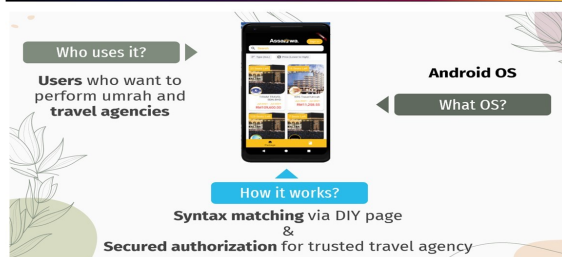 Who uses it?
Users who want to
perform umrah and
travel agencies
Android OS
What OS?
How it works?
Syntax matching via DIY page
&
Secured authorization for trusted travel agency